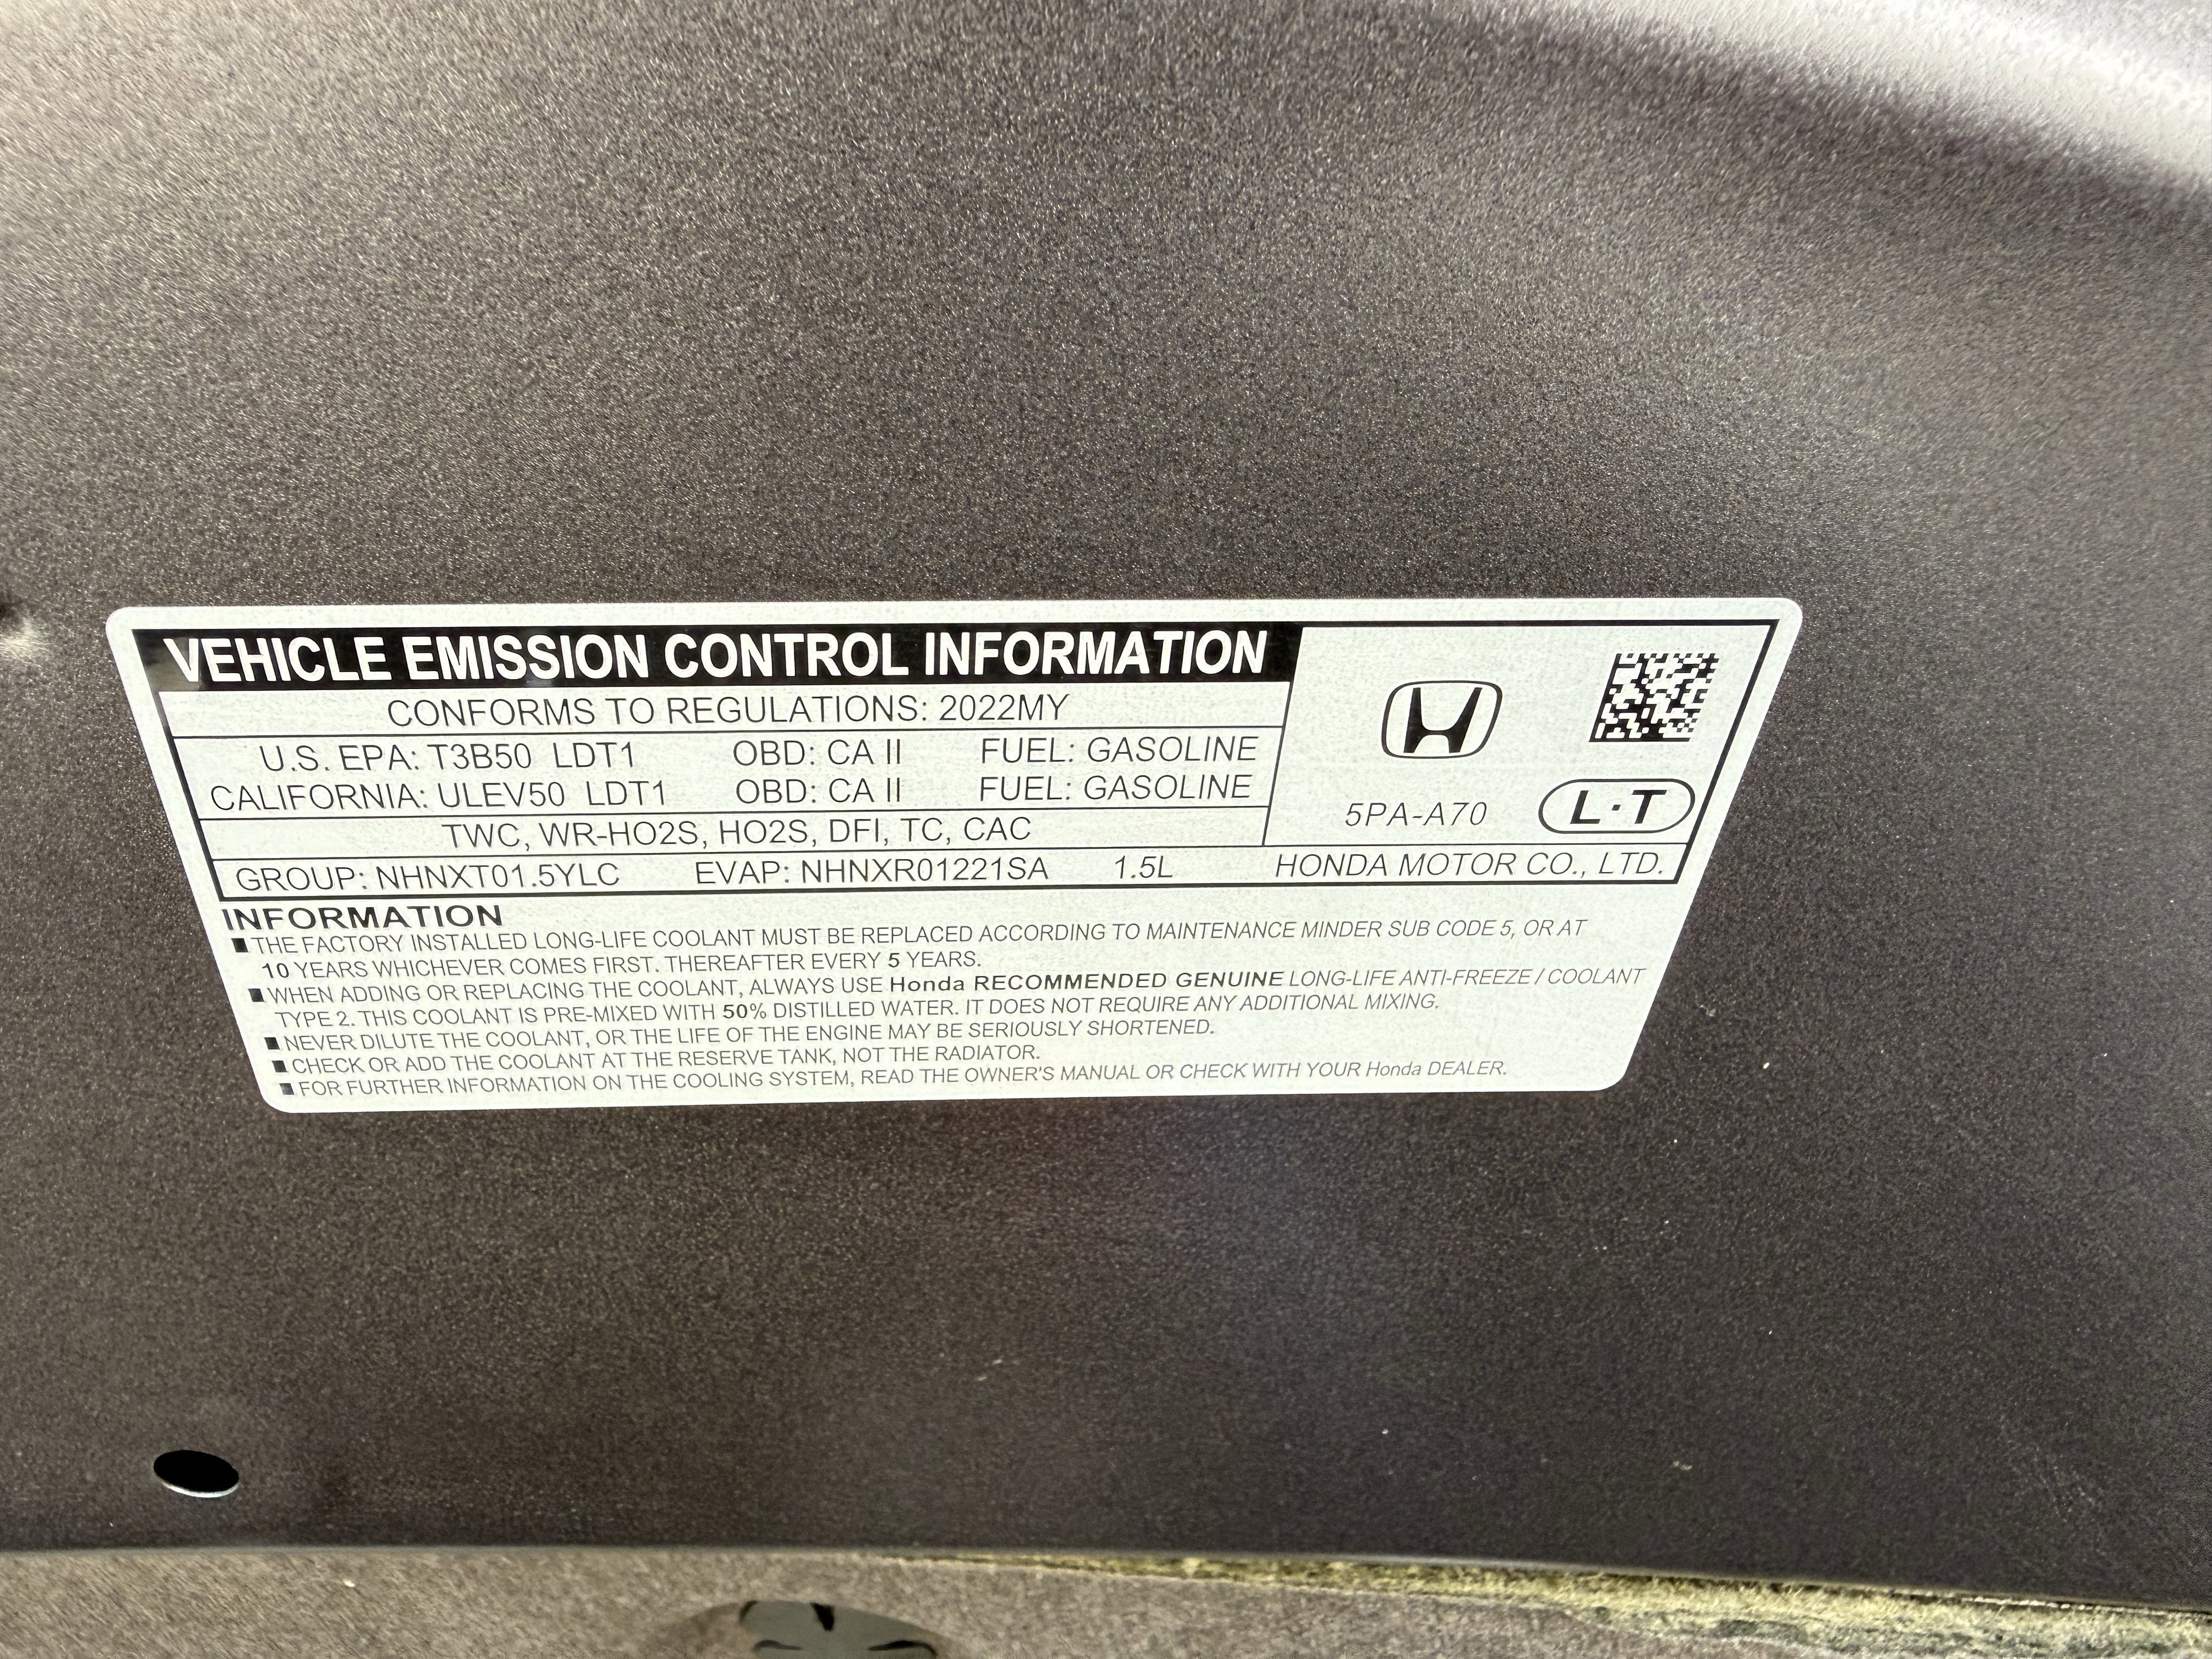 VEHICLE EMISSION CONTROL INFORMATION
CONFORMS TO REGULATIONS: 2022MY
U.S. EPA: T3B50 LDT1 OBD: CA II FUEL: GASOLINE
CALIFORNIA: ULEV50 LDT1 OBD: CA II FUEL: GASOLINE
TWC, WR-HO2S, HO2S, DFI, TC, CAC
5PA-A70 L·T
GROUP: NHNXT01.5YLC EVAP: NHNXR01221SA 1.5L HONDA MOTOR CO., LTD.
INFORMATION
■ THE FACTORY INSTALLED LONG-LIFE COOLANT MUST BE REPLACED ACCORDING TO MAINTENANCE MINDER SUB CODE 5, OR AT
10 YEARS WHICHEVER COMES FIRST. THEREAFTER EVERY 5 YEARS.
■ WHEN ADDING OR REPLACING THE COOLANT, ALWAYS USE Honda RECOMMENDED GENUINE LONG-LIFE ANTI-FREEZE / COOLANT
TYPE 2. THIS COOLANT IS PRE-MIXED WITH 50% DISTILLED WATER. IT DOES NOT REQUIRE ANY ADDITIONAL MIXING.
■ NEVER DILUTE THE COOLANT, OR THE LIFE OF THE ENGINE MAY BE SERIOUSLY SHORTENED.
■ CHECK OR ADD THE COOLANT AT THE RESERVE TANK, NOT THE RADIATOR.
■ FOR FURTHER INFORMATION ON THE COOLING SYSTEM, READ THE OWNER'S MANUAL OR CHECK WITH YOUR Honda DEALER.